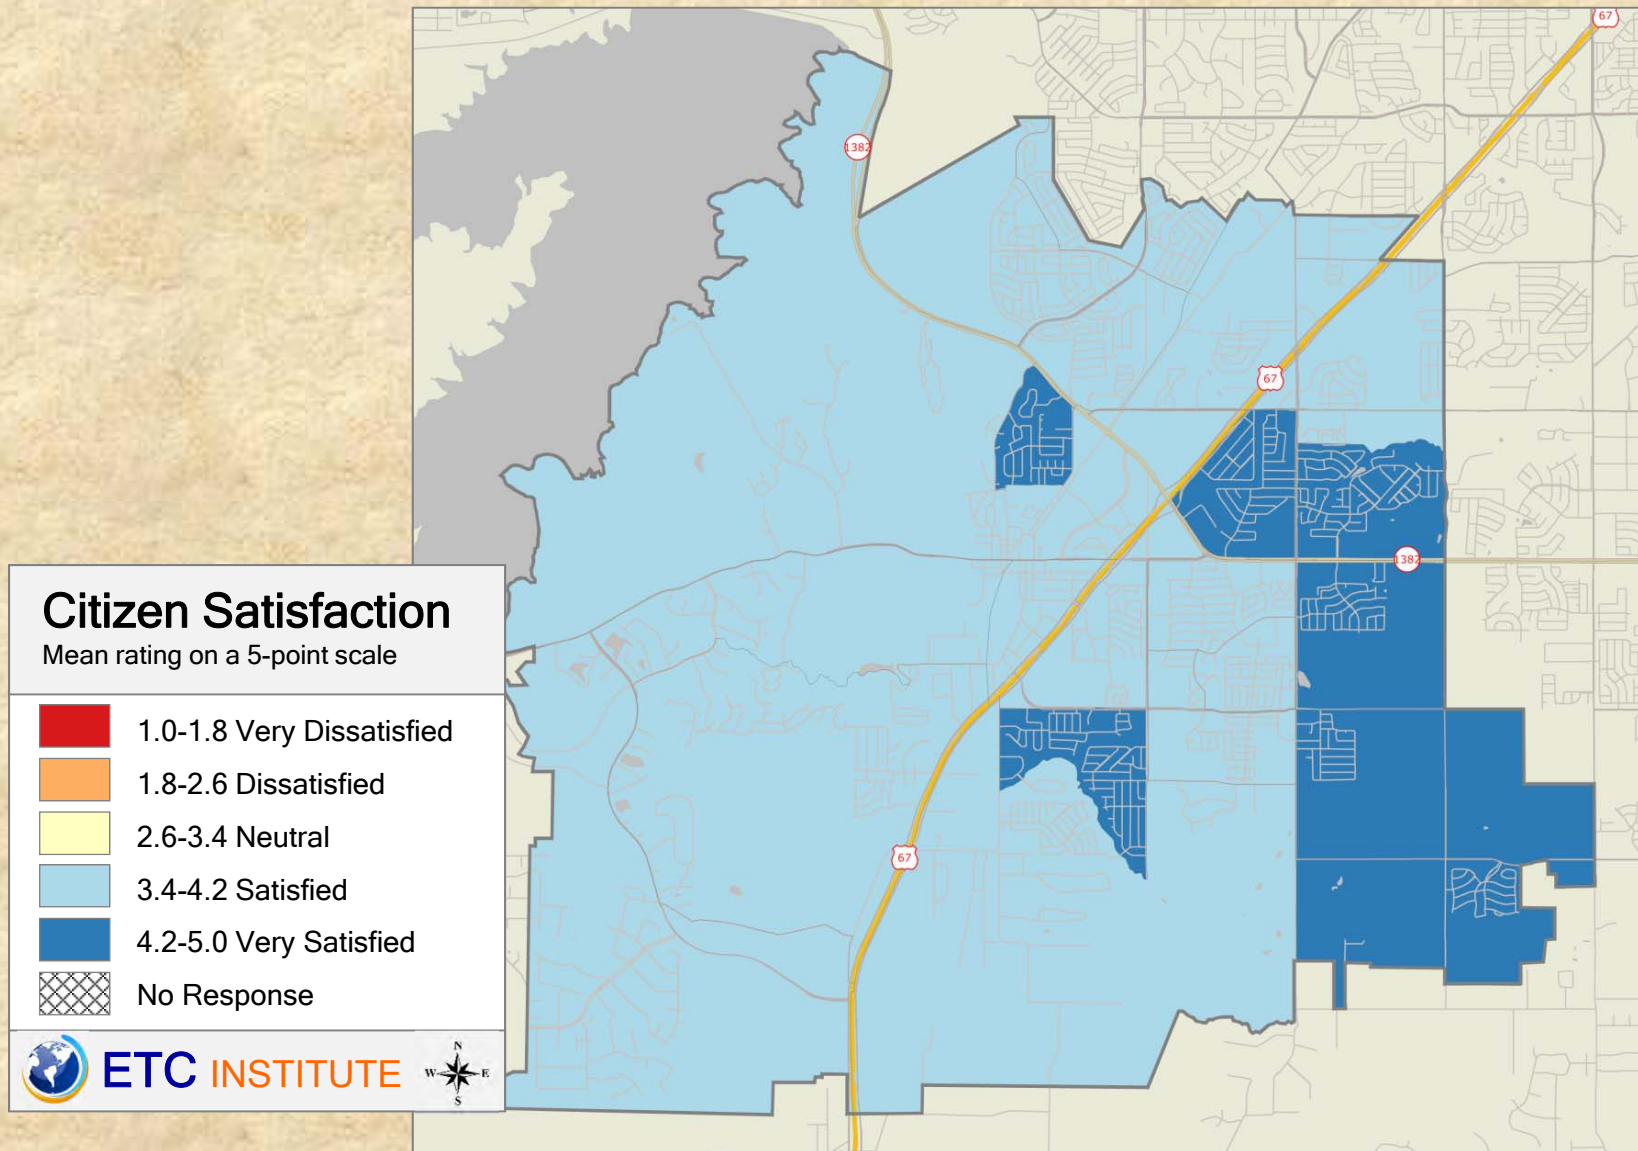 67
1382
67
1382
67
Citizen Satisfaction
Mean rating on a 5-point scale
1.0-1.8 Very Dissatisfied
1.8-2.6 Dissatisfied
2.6-3.4 Neutral
3.4-4.2 Satisfied
4.2-5.0 Very Satisfied
No Response
ETC INSTITUTE
N
W E
S